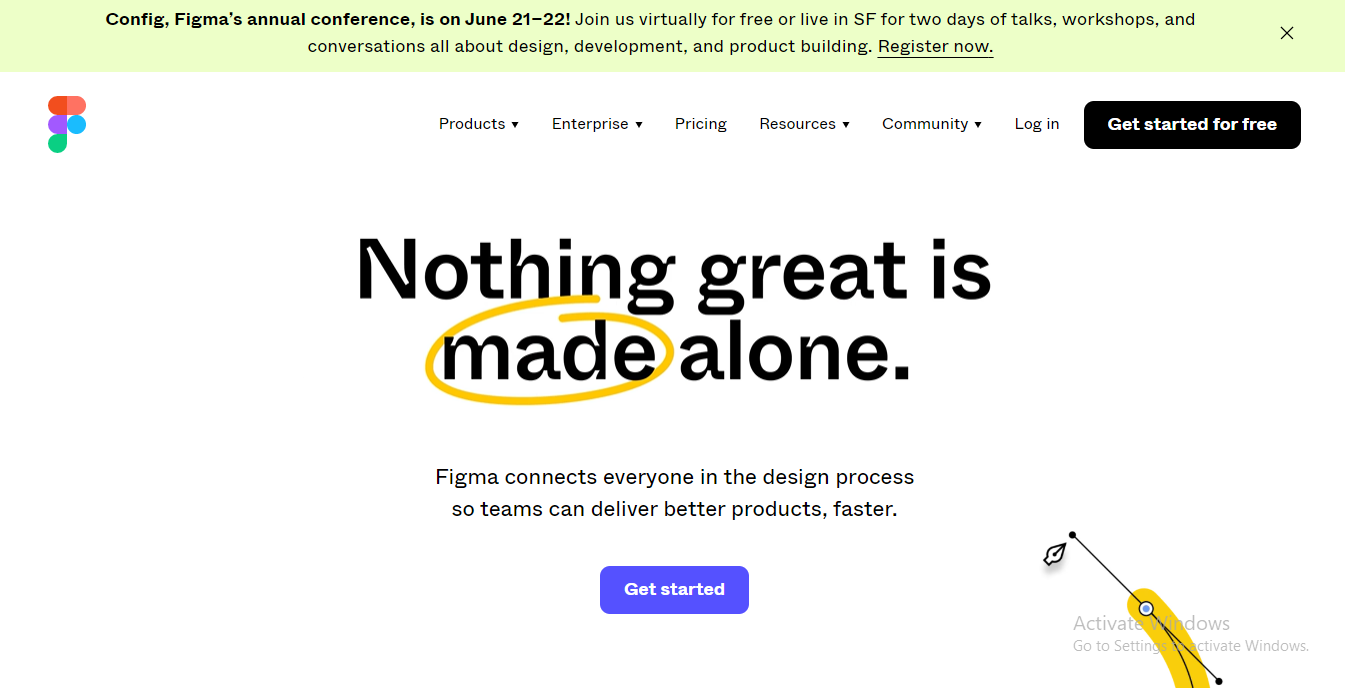 Config, Figma’s annual conference, is on June 21–22! Join us virtually for free or live in SF for two days of talks, workshops, and
conversations all about design, development, and product building. Register now.
Products Enterprise Pricing Resources Community Log in Get started for free
Nothing great is
made alone.
Figma connects everyone in the design process
so teams can deliver better products, faster.
Get started
Activate Windows
Go to Settings to activate Windows.